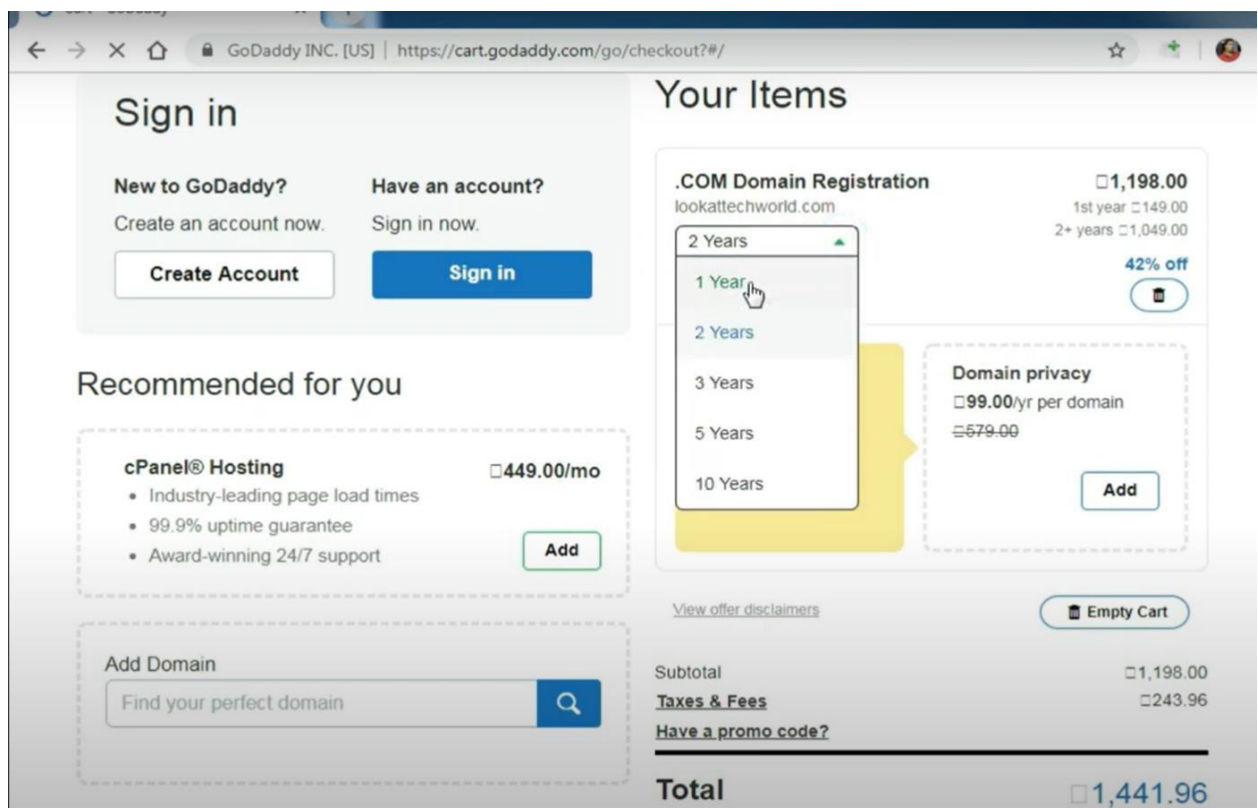 GoDaddy INC. [US] | https://cart.godaddy.com/go/checkout?#/
Sign in
New to GoDaddy?
Create an account now.
Create Account
Have an account?
Sign in now.
Sign in
Recommended for you
cPanel® Hosting
□449.00/mo
• Industry-leading page load times
• 99.9% uptime guarantee
• Award-winning 24/7 support
Add
Add Domain
Find your perfect domain
Your Items
.COM Domain Registration
□1,198.00
lookattechworld.com
1st year □149.00
2+ years □1,049.00
42% off
2 Years
1 Year
2 Years
3 Years
5 Years
10 Years
Domain privacy
□99.00/yr per domain
□579.00
Add
View offer disclaimers
Empty Cart
Subtotal
□1,198.00
Taxes & Fees
□243.96
Have a promo code?
Total
□1,441.96